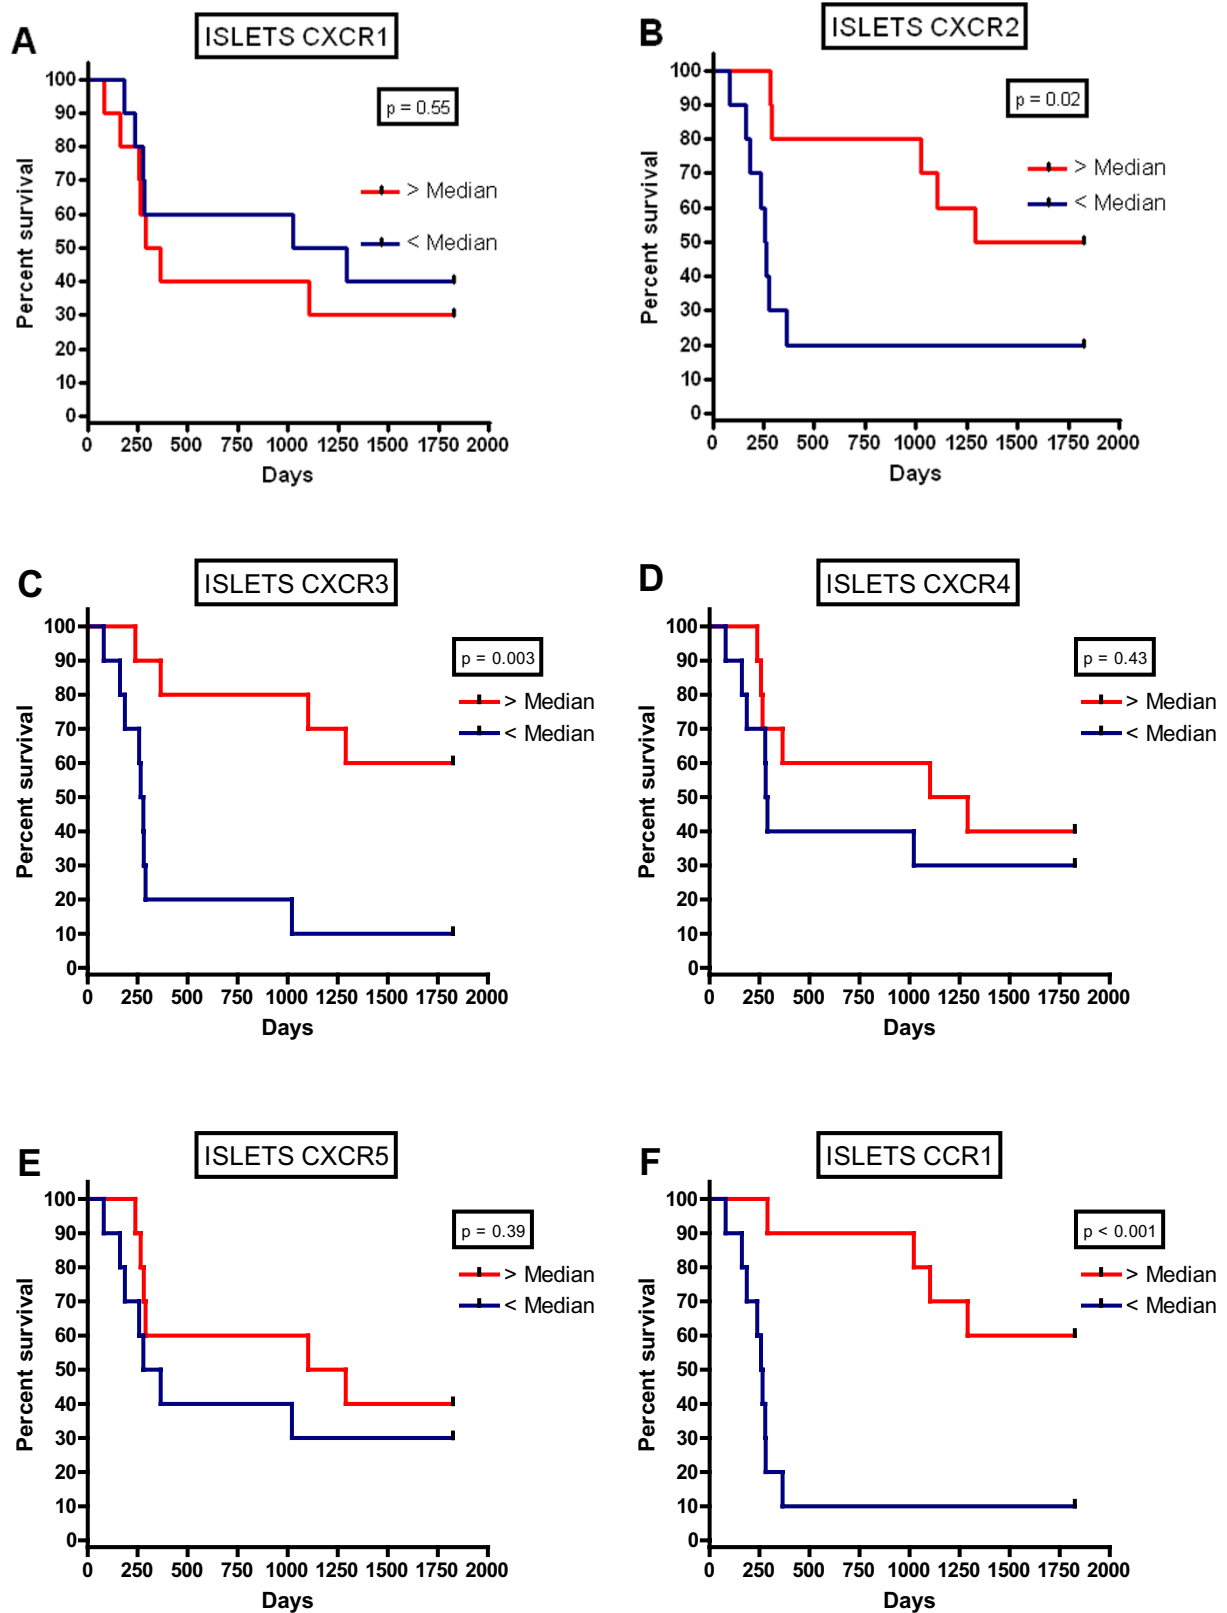 A
ISLETS CXCR1
p = 0.55
> Median
< Median
Percent survival
100
90
80
70
60
50
40
30
20
10
0
0 250 500 750 1000 1250 1500 1750 2000
Days
B
ISLETS CXCR2
p = 0.02
> Median
< Median
Percent survival
100
90
80
70
60
50
40
30
20
10
0
0 250 500 750 1000 1250 1500 1750 2000
Days
C
ISLETS CXCR3
p = 0.003
> Median
< Median
Percent survival
100
90
80
70
60
50
40
30
20
10
0
0 250 500 750 1000 1250 1500 1750 2000
Days
D
ISLETS CXCR4
p = 0.43
> Median
< Median
Percent survival
100
90
80
70
60
50
40
30
20
10
0
0 250 500 750 1000 1250 1500 1750 2000
Days
E
ISLETS CXCR5
p = 0.39
> Median
< Median
Percent survival
100
90
80
70
60
50
40
30
20
10
0
0 250 500 750 1000 1250 1500 1750 2000
Days
F
ISLETS CCR1
p < 0.001
> Median
< Median
Percent survival
100
90
80
70
60
50
40
30
20
10
0
0 250 500 750 1000 1250 1500 1750 2000
Days